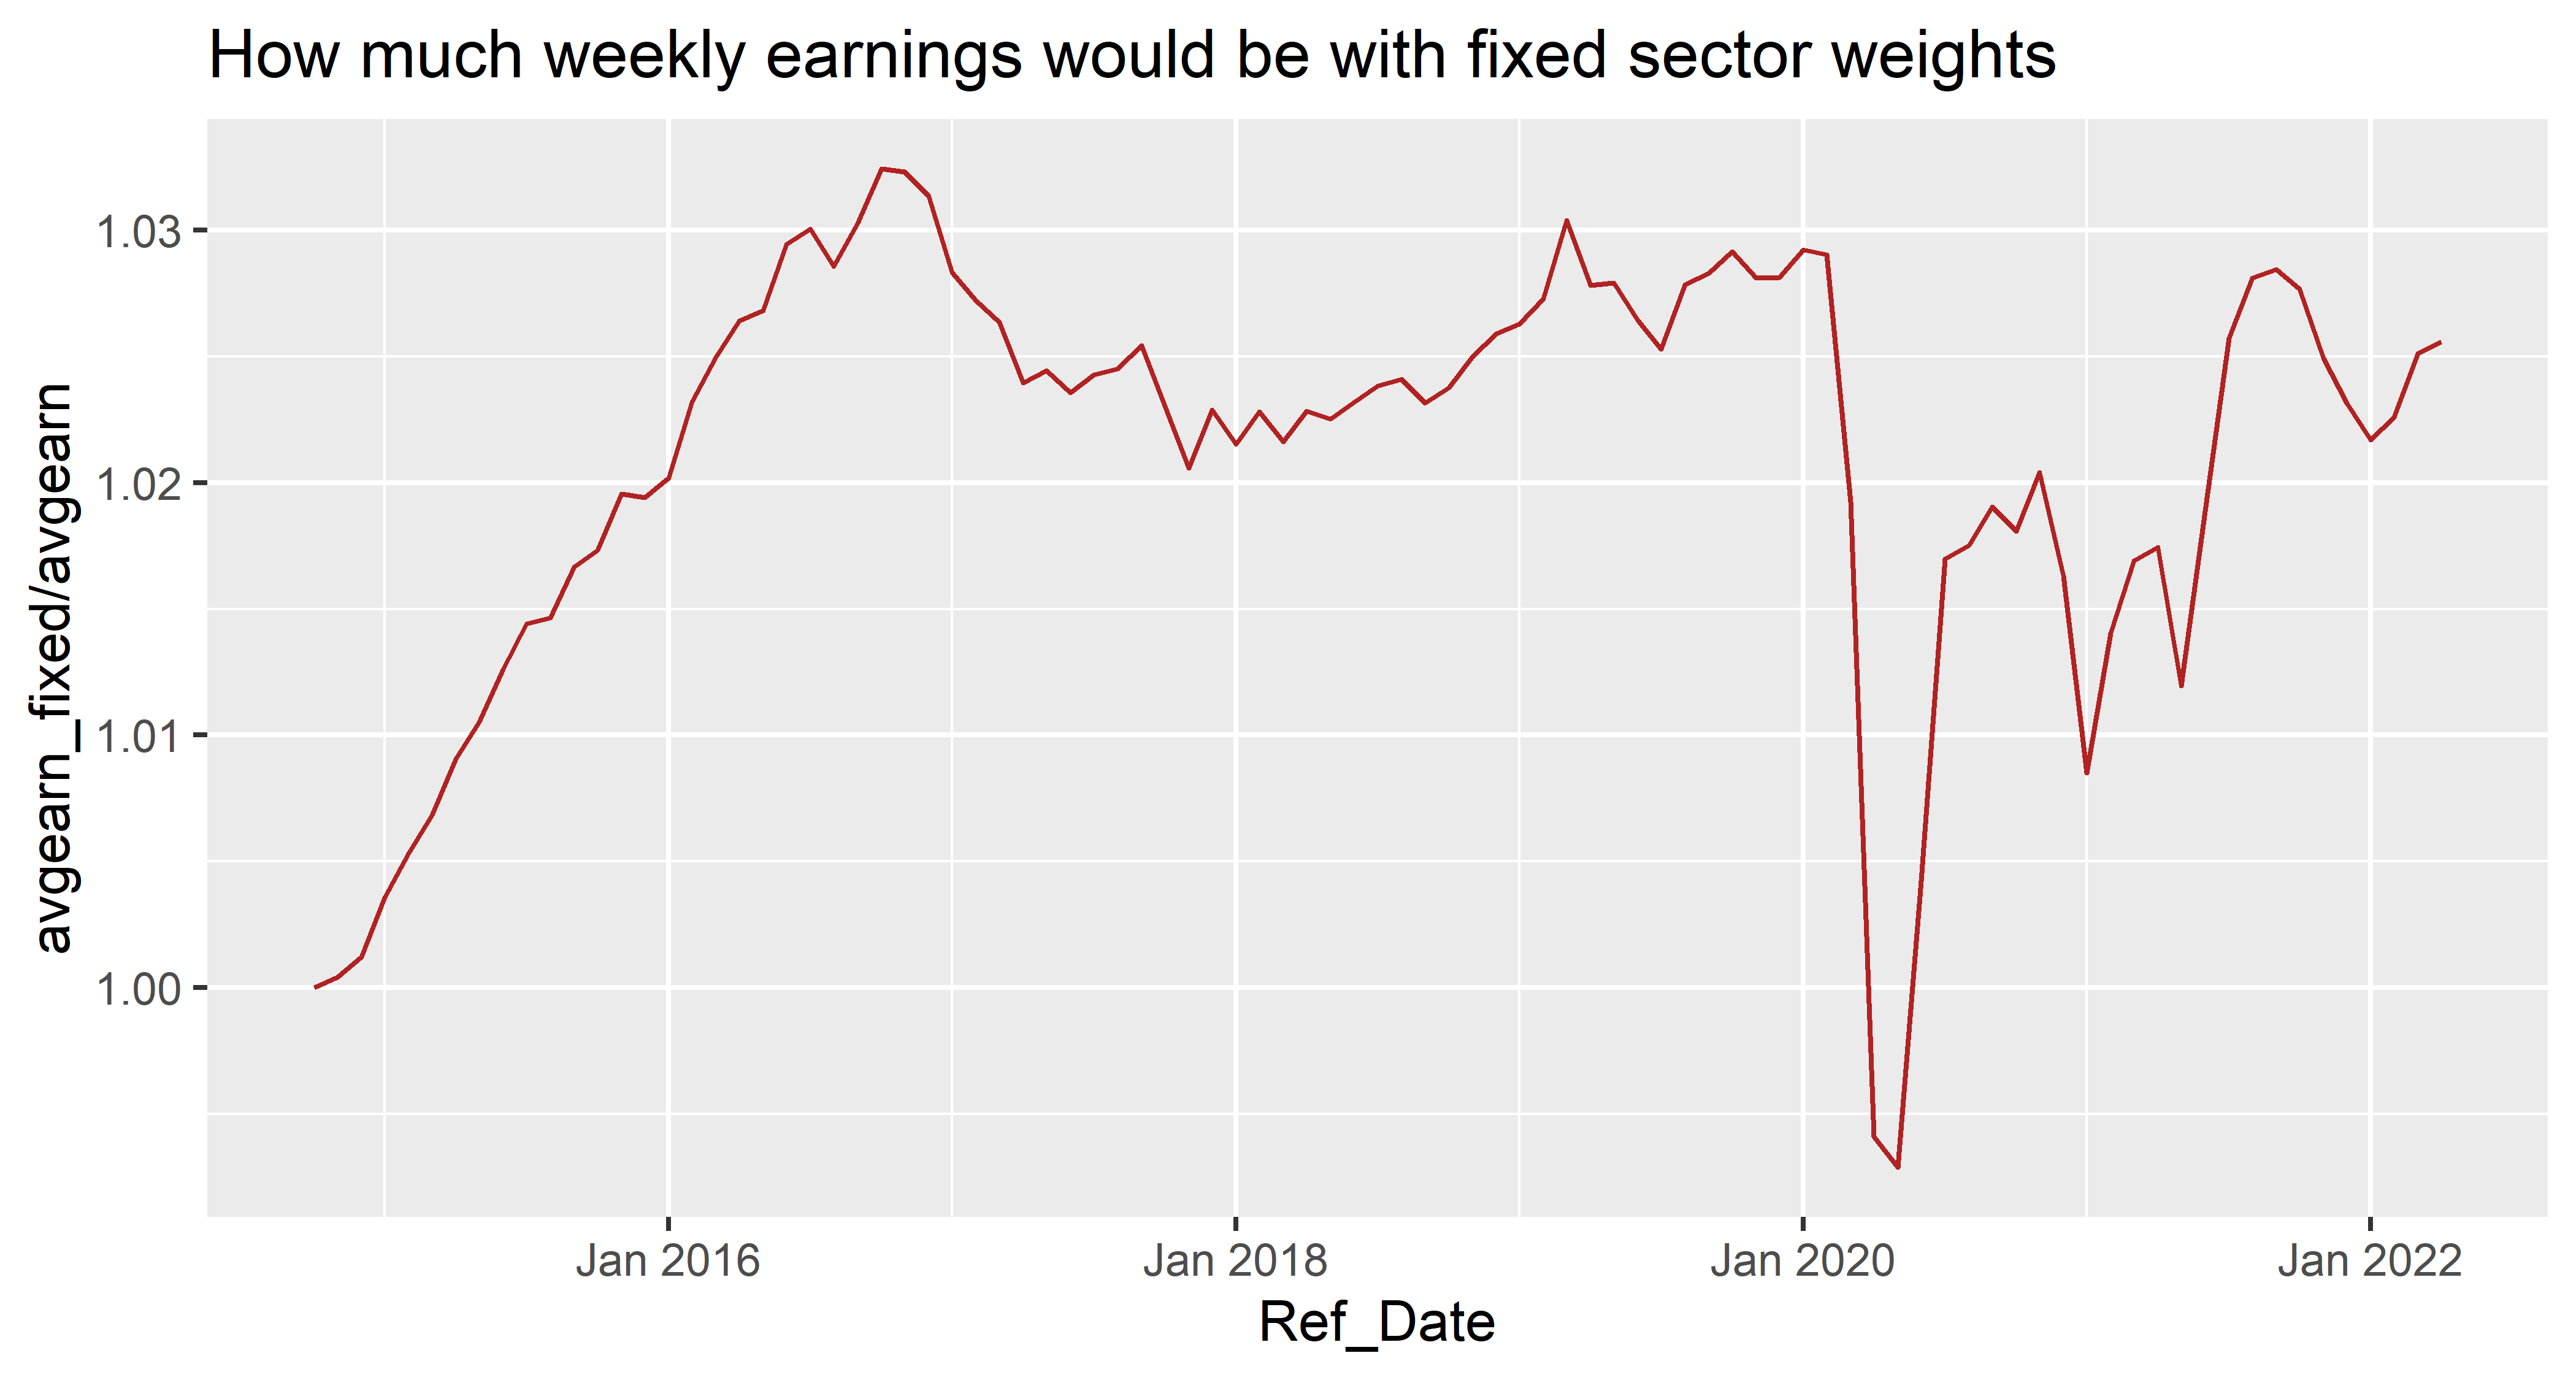 How much weekly earnings would be with fixed sector weights
avgearn_fixed/avgearn
1.03
1.02
1.01
1.00
Jan 2016
Jan 2018
Jan 2020
Jan 2022
Ref_Date